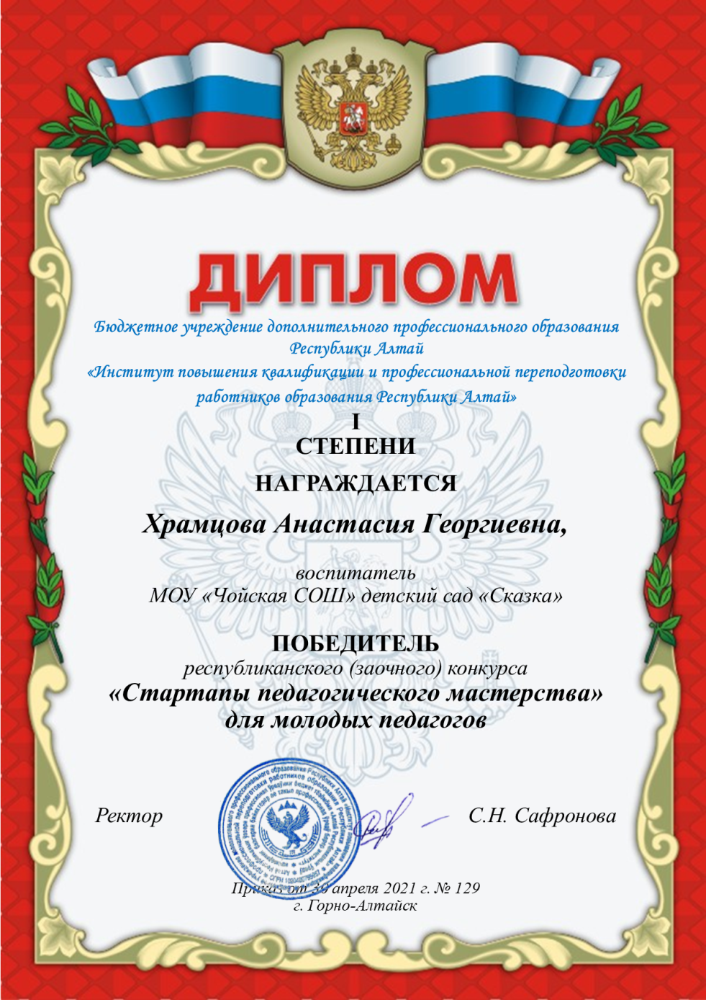 ДИПЛОМ
Бюджетное учреждение дополнительного профессионального образования
Республики Алтай
«Институт повышения квалификации и профессиональной переподготовки
работников образования Республики Алтай»
I
СТЕПЕНИ
НАГРАЖДАЕТСЯ
Храмцова Анастасия Георгиевна,
воспитатель
МОУ «Чойская СОШ» детский сад «Сказка»
ПОБЕДИТЕЛЬ
республиканского (заочного) конкурса
«Стартапы педагогического мастерства»
для молодых педагогов
Ректор
С.Н. Сафронова
Приказ от 30 апреля 2021 г. № 129
г. Горно-Алтайск